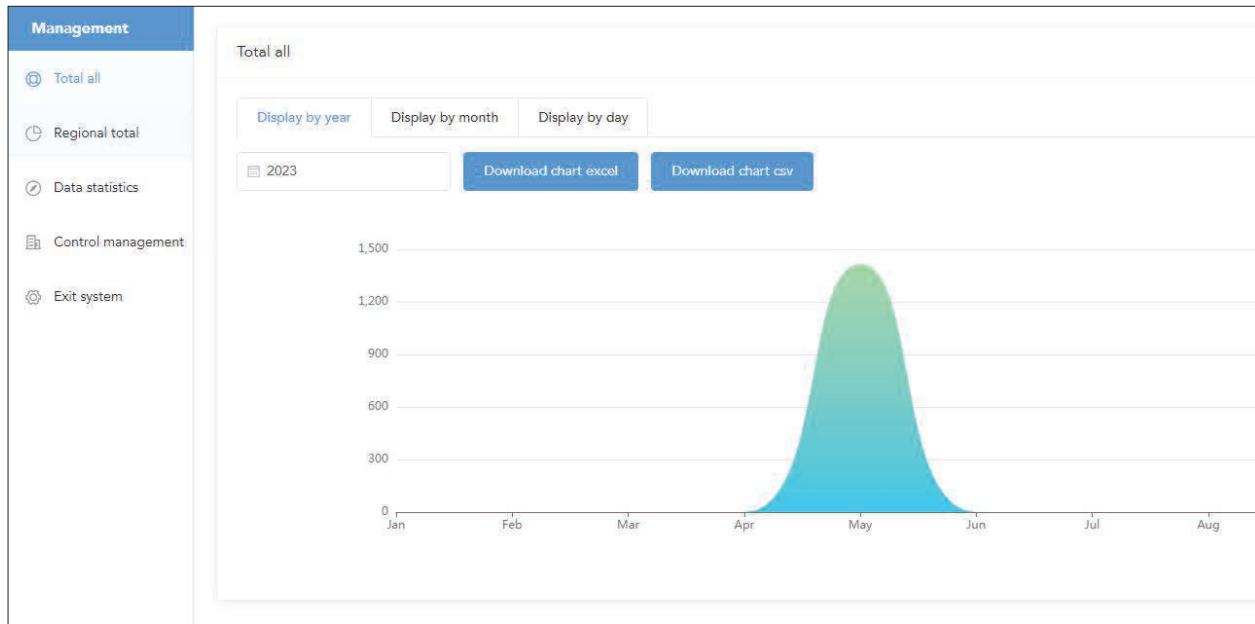 Management
Total all
Regional total
Data statistics
Control management
Exit system
Total all
Display by year Display by month Display by day
2023 Download chart excel Download chart csv
1,500
1,200
900
600
300
0
Jan Feb Mar Apr May Jun Jul Aug